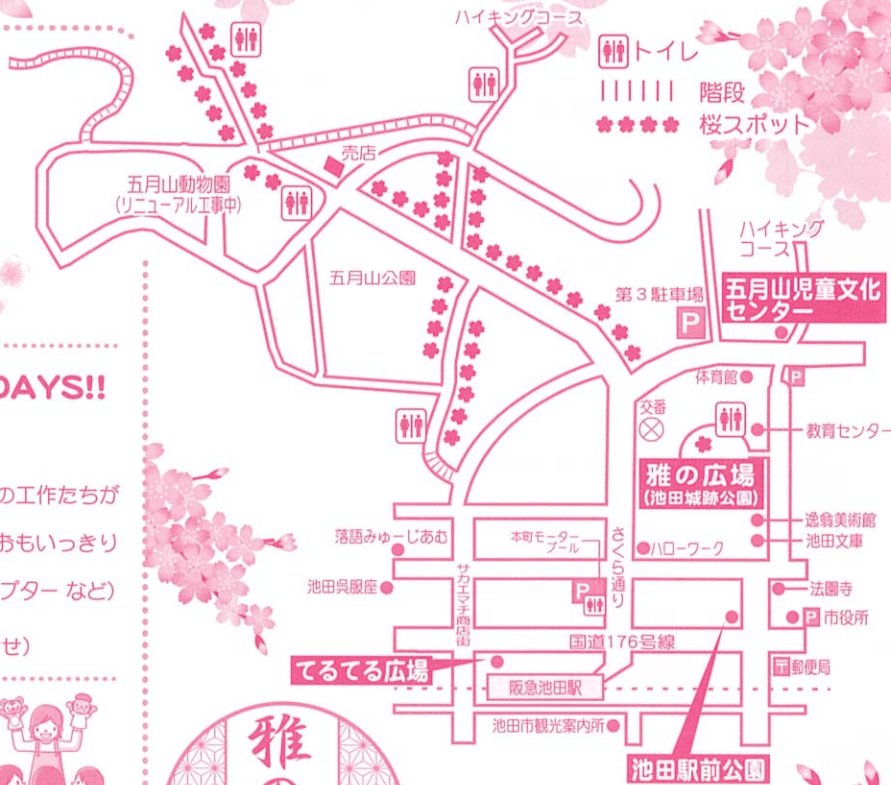 ハイキングコース
トイレ
階段
桜スポット
売店
五月山動物園
(リニューアル工事中)
ハイキング
コース
五月山公園
第3駐車場
P
五月山児童文化
センター
DAYS!!
体育館
P
交番
教育センター
雅の広場
(池田城跡公園)
の工作たちが
おもいっきり
プター など)
せ)
落語みゅーじあむ
本町モーター
プール
さくら通り
ハローワーク
逸翁美術館
池田文庫
池田呉服座
サカエマチ商店街
P
法園寺
P 市役所
国道176号線
てるてる広場
阪急池田駅
〒郵便局
池田市観光案内所
池田駅前公園
雅